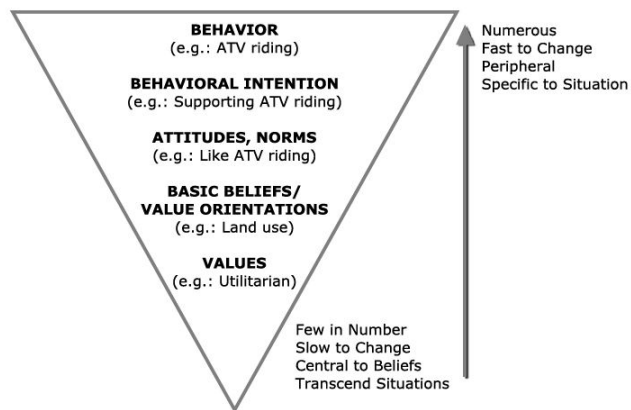 BEHAVIOR
(e.g.: ATV riding)
BEHAVIORAL INTENTION
(e.g.: Supporting ATV riding)
ATTITUDES, NORMS
(e.g.: Like ATV riding)
BASIC BELIEFS/
VALUE ORIENTATIONS
(e.g.: Land use)
VALUES
(e.g.: Utilitarian)
Numerous
Fast to Change
Peripheral
Specific to Situation
Few in Number
Slow to Change
Central to Beliefs
Transcend Situations